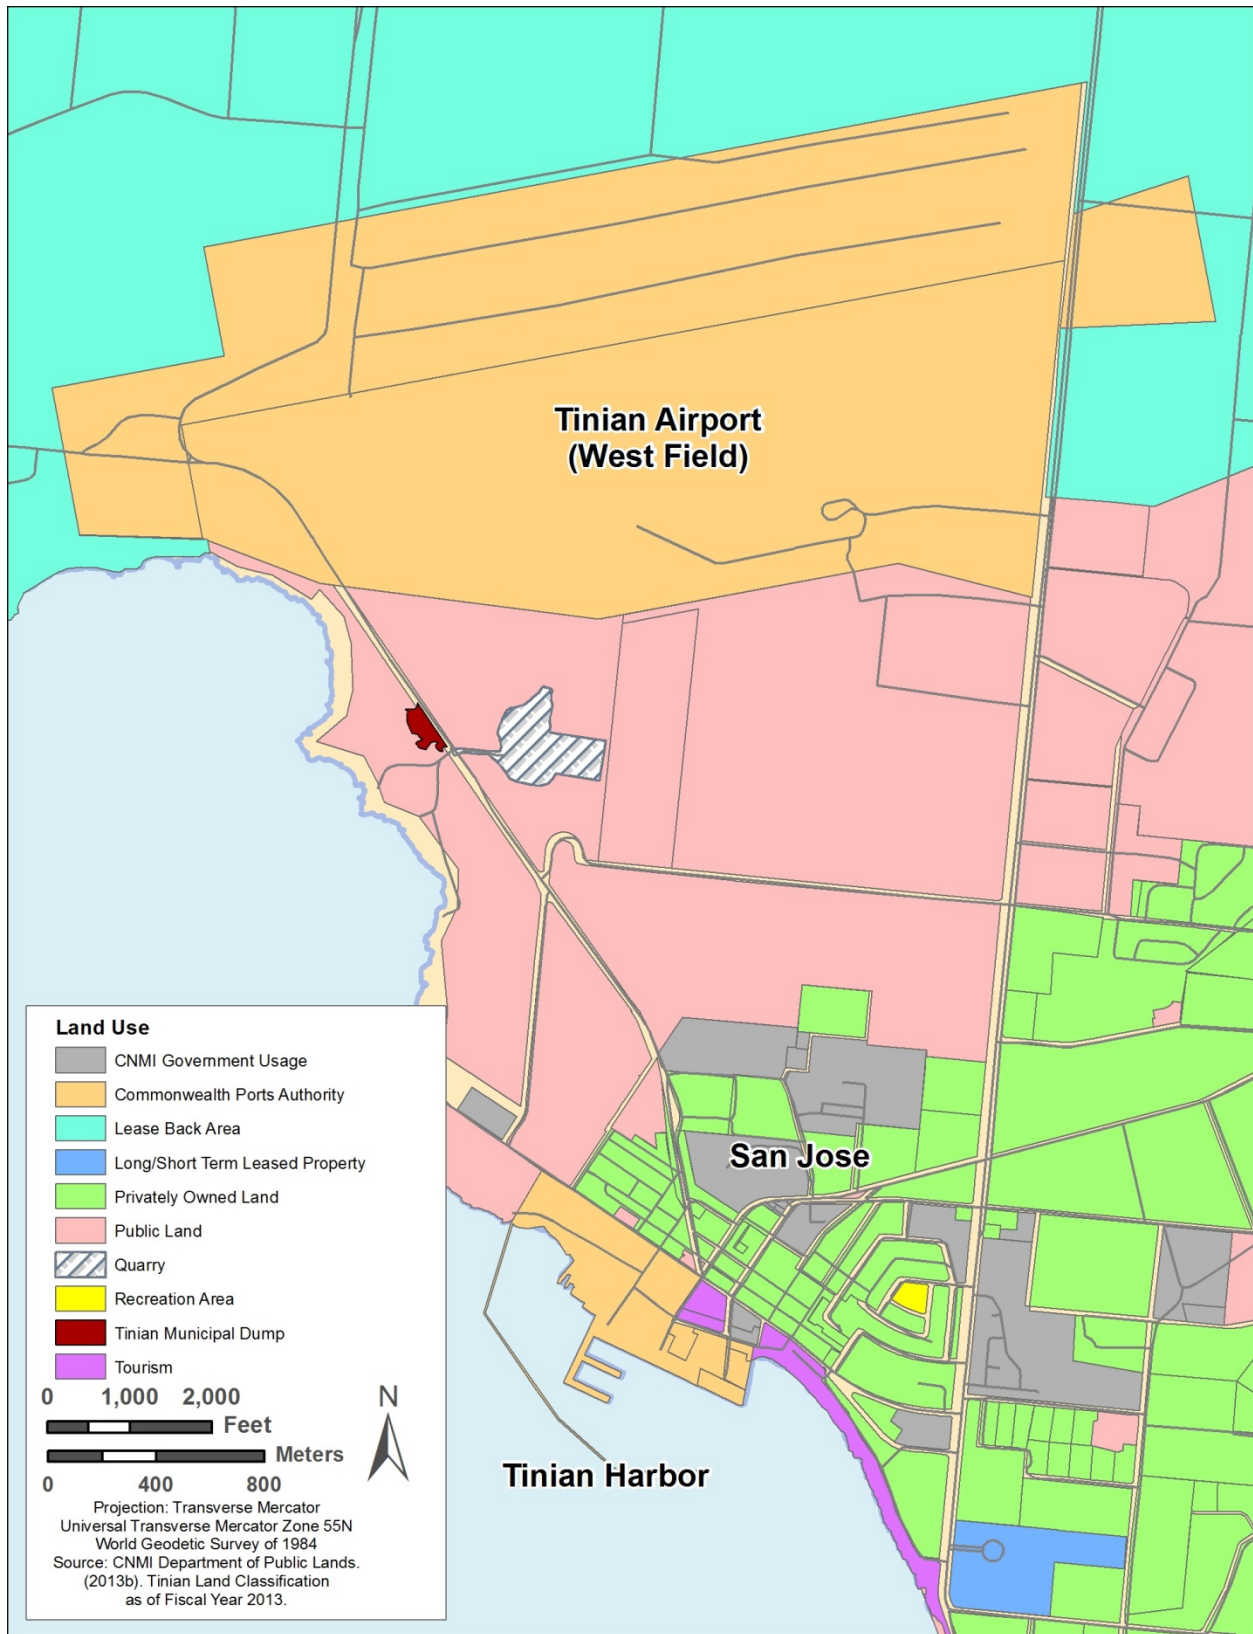 Tinian Airport
(West Field)
San Jose
Tinian Harbor
Land Use
CNMI Government Usage
Commonwealth Ports Authority
Lease Back Area
Long/Short Term Leased Property
Privately Owned Land
Public Land
Quarry
Recreation Area
Tinian Municipal Dump
Tourism
0 1,000 2,000
Feet
Meters
0 400 800
N
Projection: Transverse Mercator
Universal Transverse Mercator Zone 55N
World Geodetic Survey of 1984
Source: CNMI Department of Public Lands.
(2013b). Tinian Land Classification
as of Fiscal Year 2013.